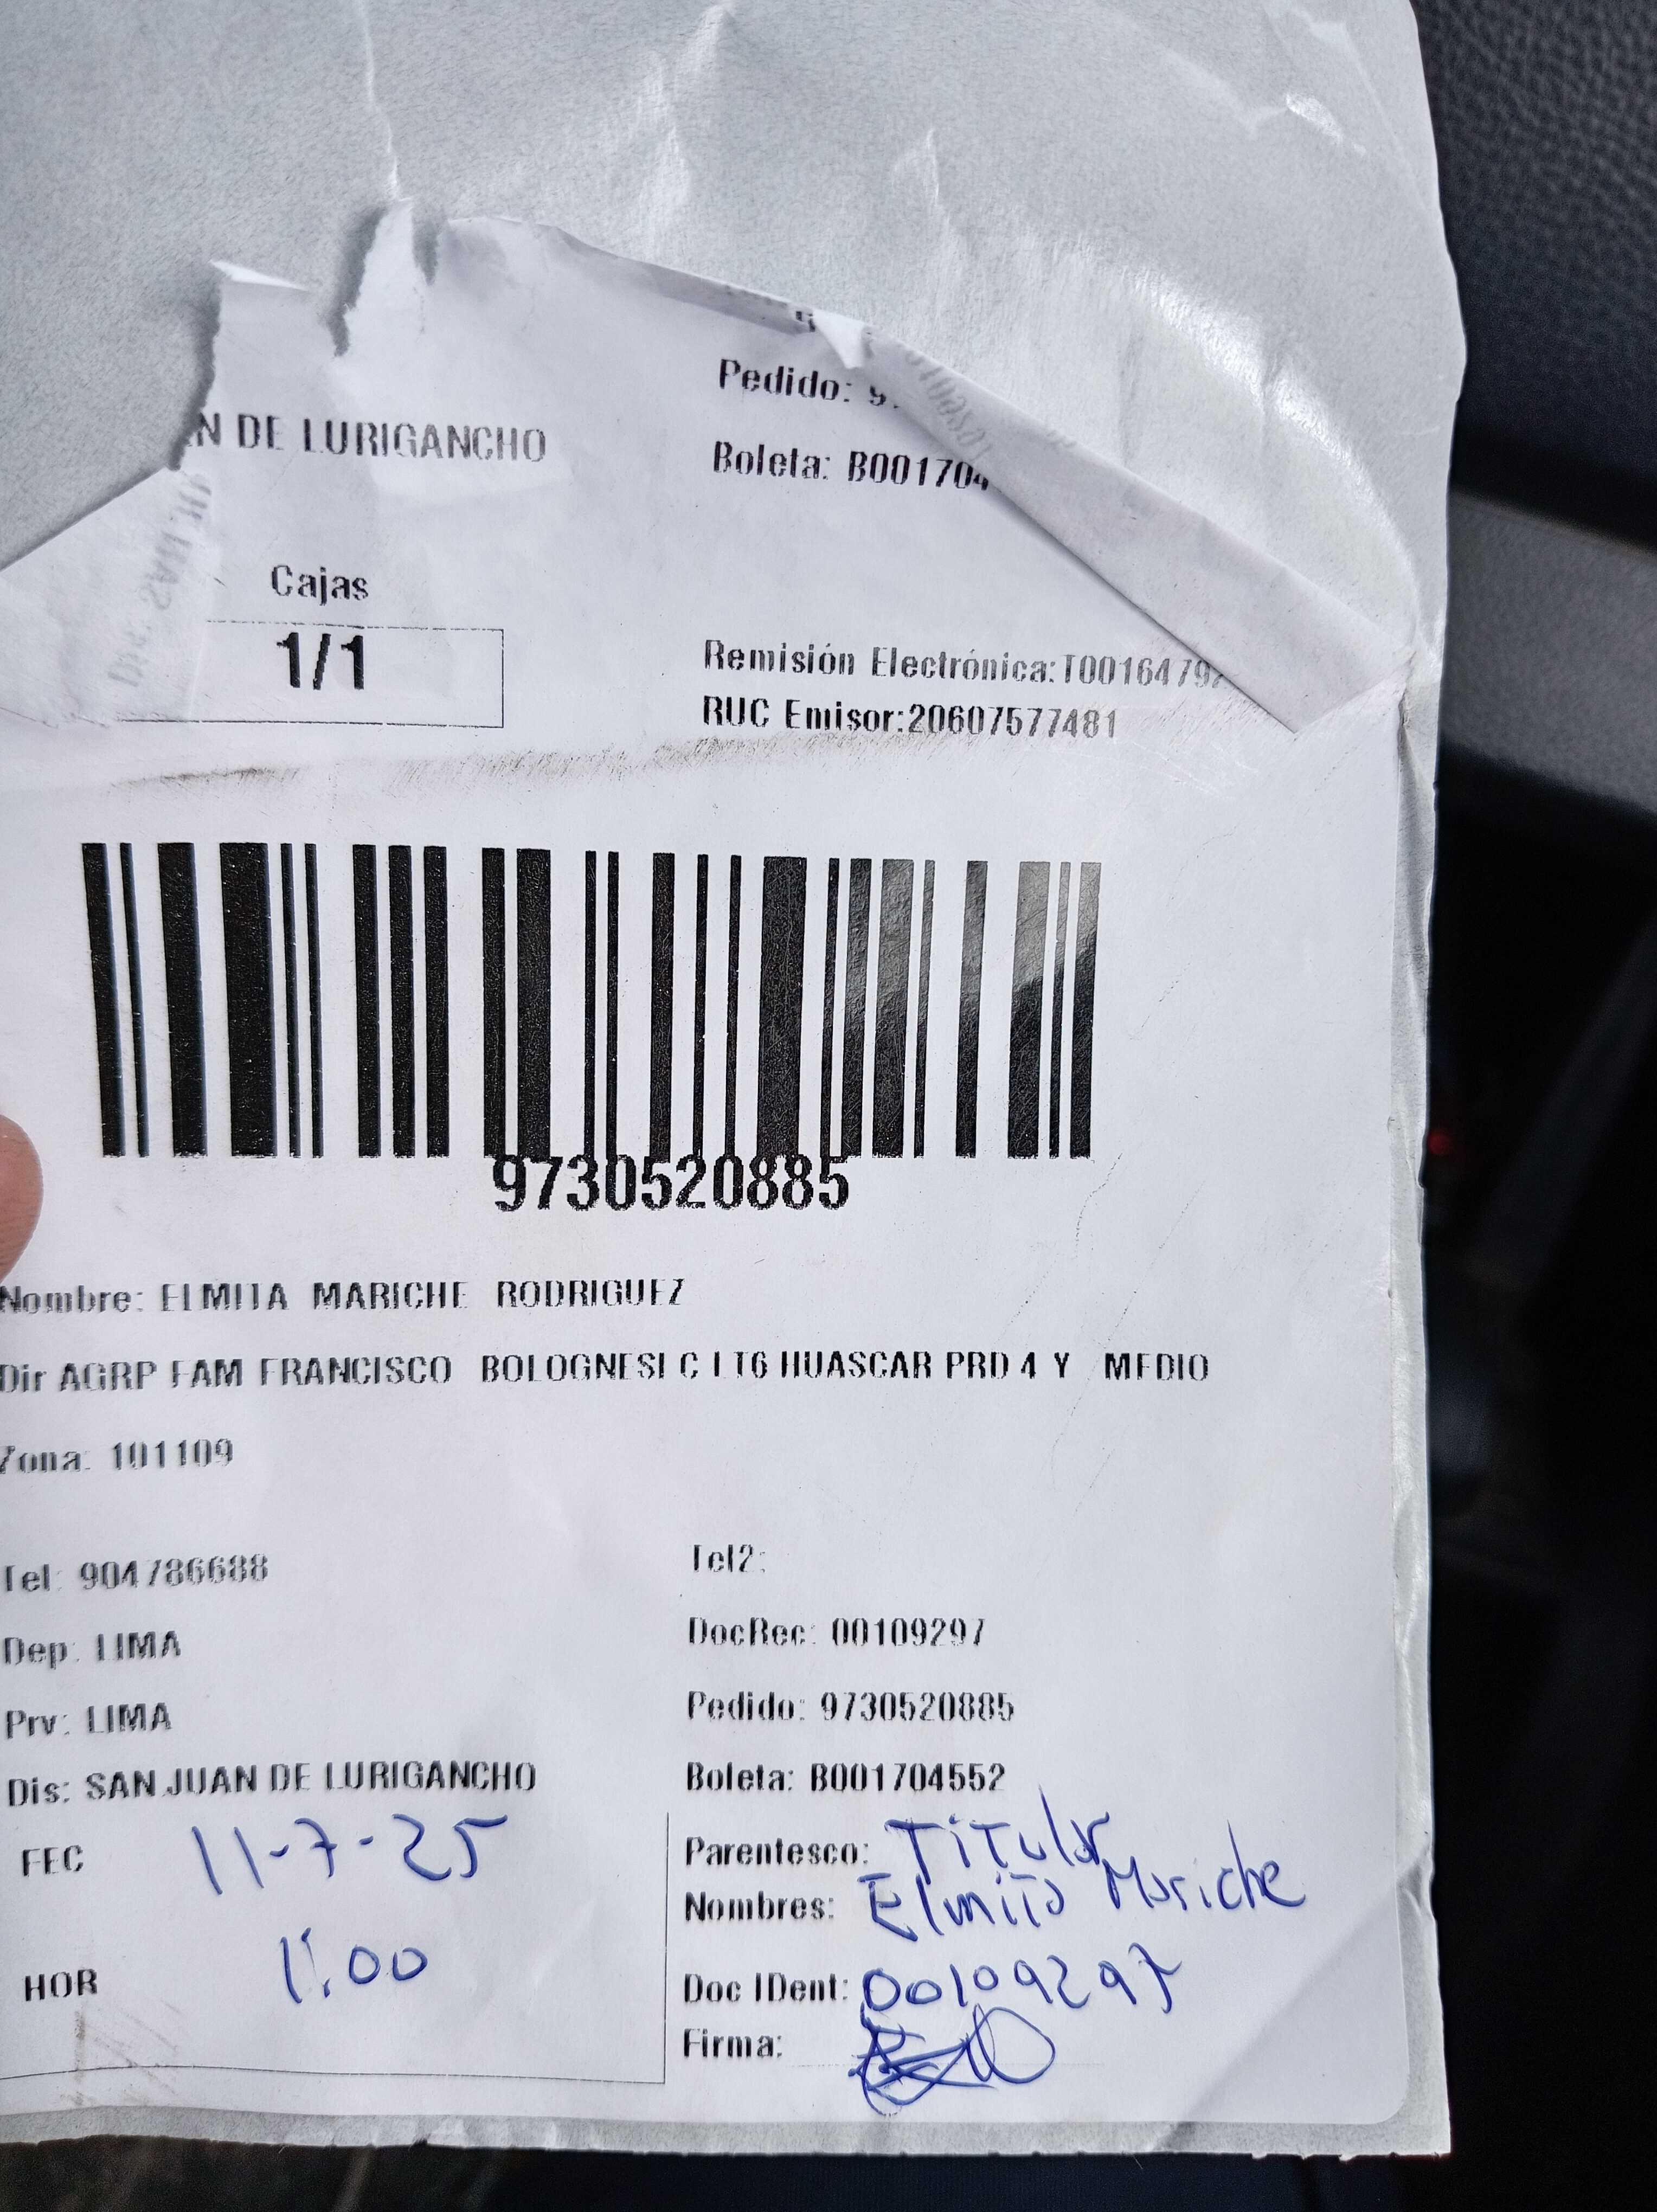 Pedido: 9
N DE LURIGANCHO
Boleta: B001704
Cajas
1/1
Remisión Electrónica:T00164792
RUC Emisor:20607577481
9730520885
Nombre: ELMITA MARICHE RODRIGUEZ
Dir AGRP FAM FRANCISCO BOLOGNESI C LT6 HUASCAR PRD 4 Y MEDIO
Zona: 101109
Tel: 904786688
Tel2:
Dep: LIMA
DocRec: 00109297
Prv: LIMA
Pedido: 9730520885
Dis: SAN JUAN DE LURIGANCHO
Boleta: B001704552
FEC 11-7-25
Parentesco: Titular
Nombres: Elmita Mariche
HOR 1:00
Doc IDent: 00109297
Firma: